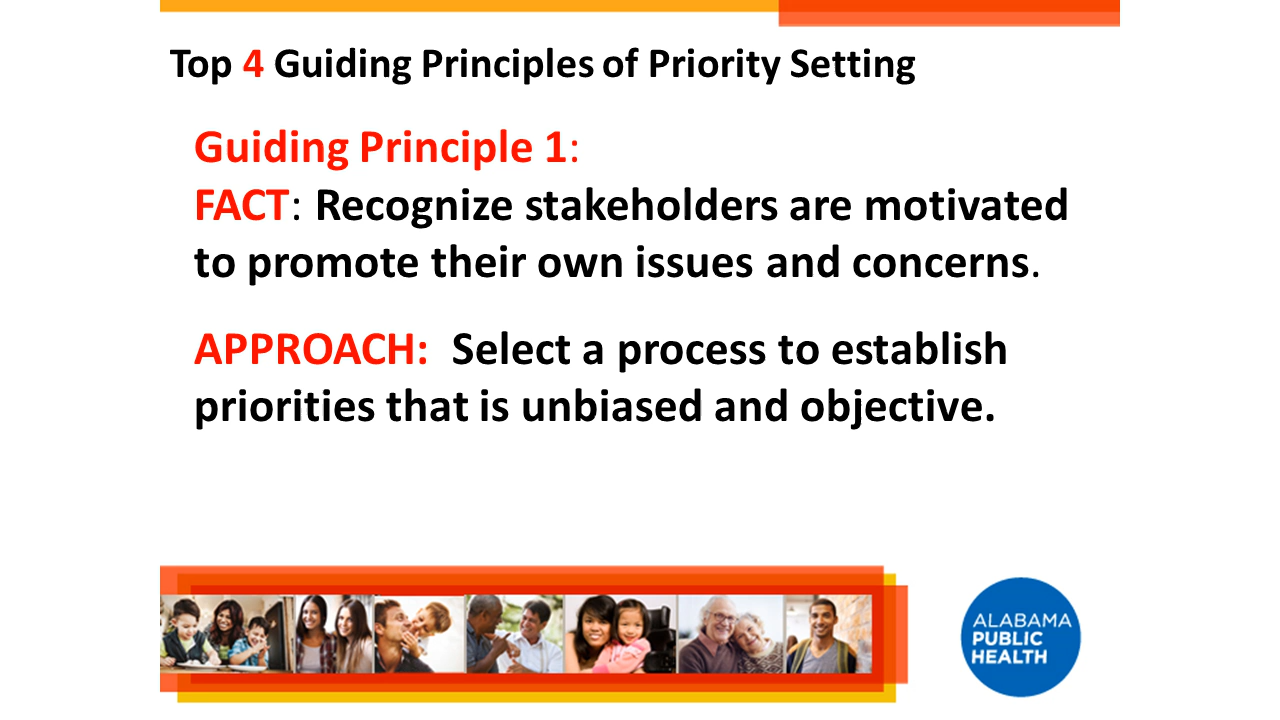 Top 4 Guiding Principles of Priority Setting
Guiding Principle 1:
FACT: Recognize stakeholders are motivated
to promote their own issues and concerns.
APPROACH: Select a process to establish
priorities that is unbiased and objective.
ALABAMA
PUBLIC
HEALTH